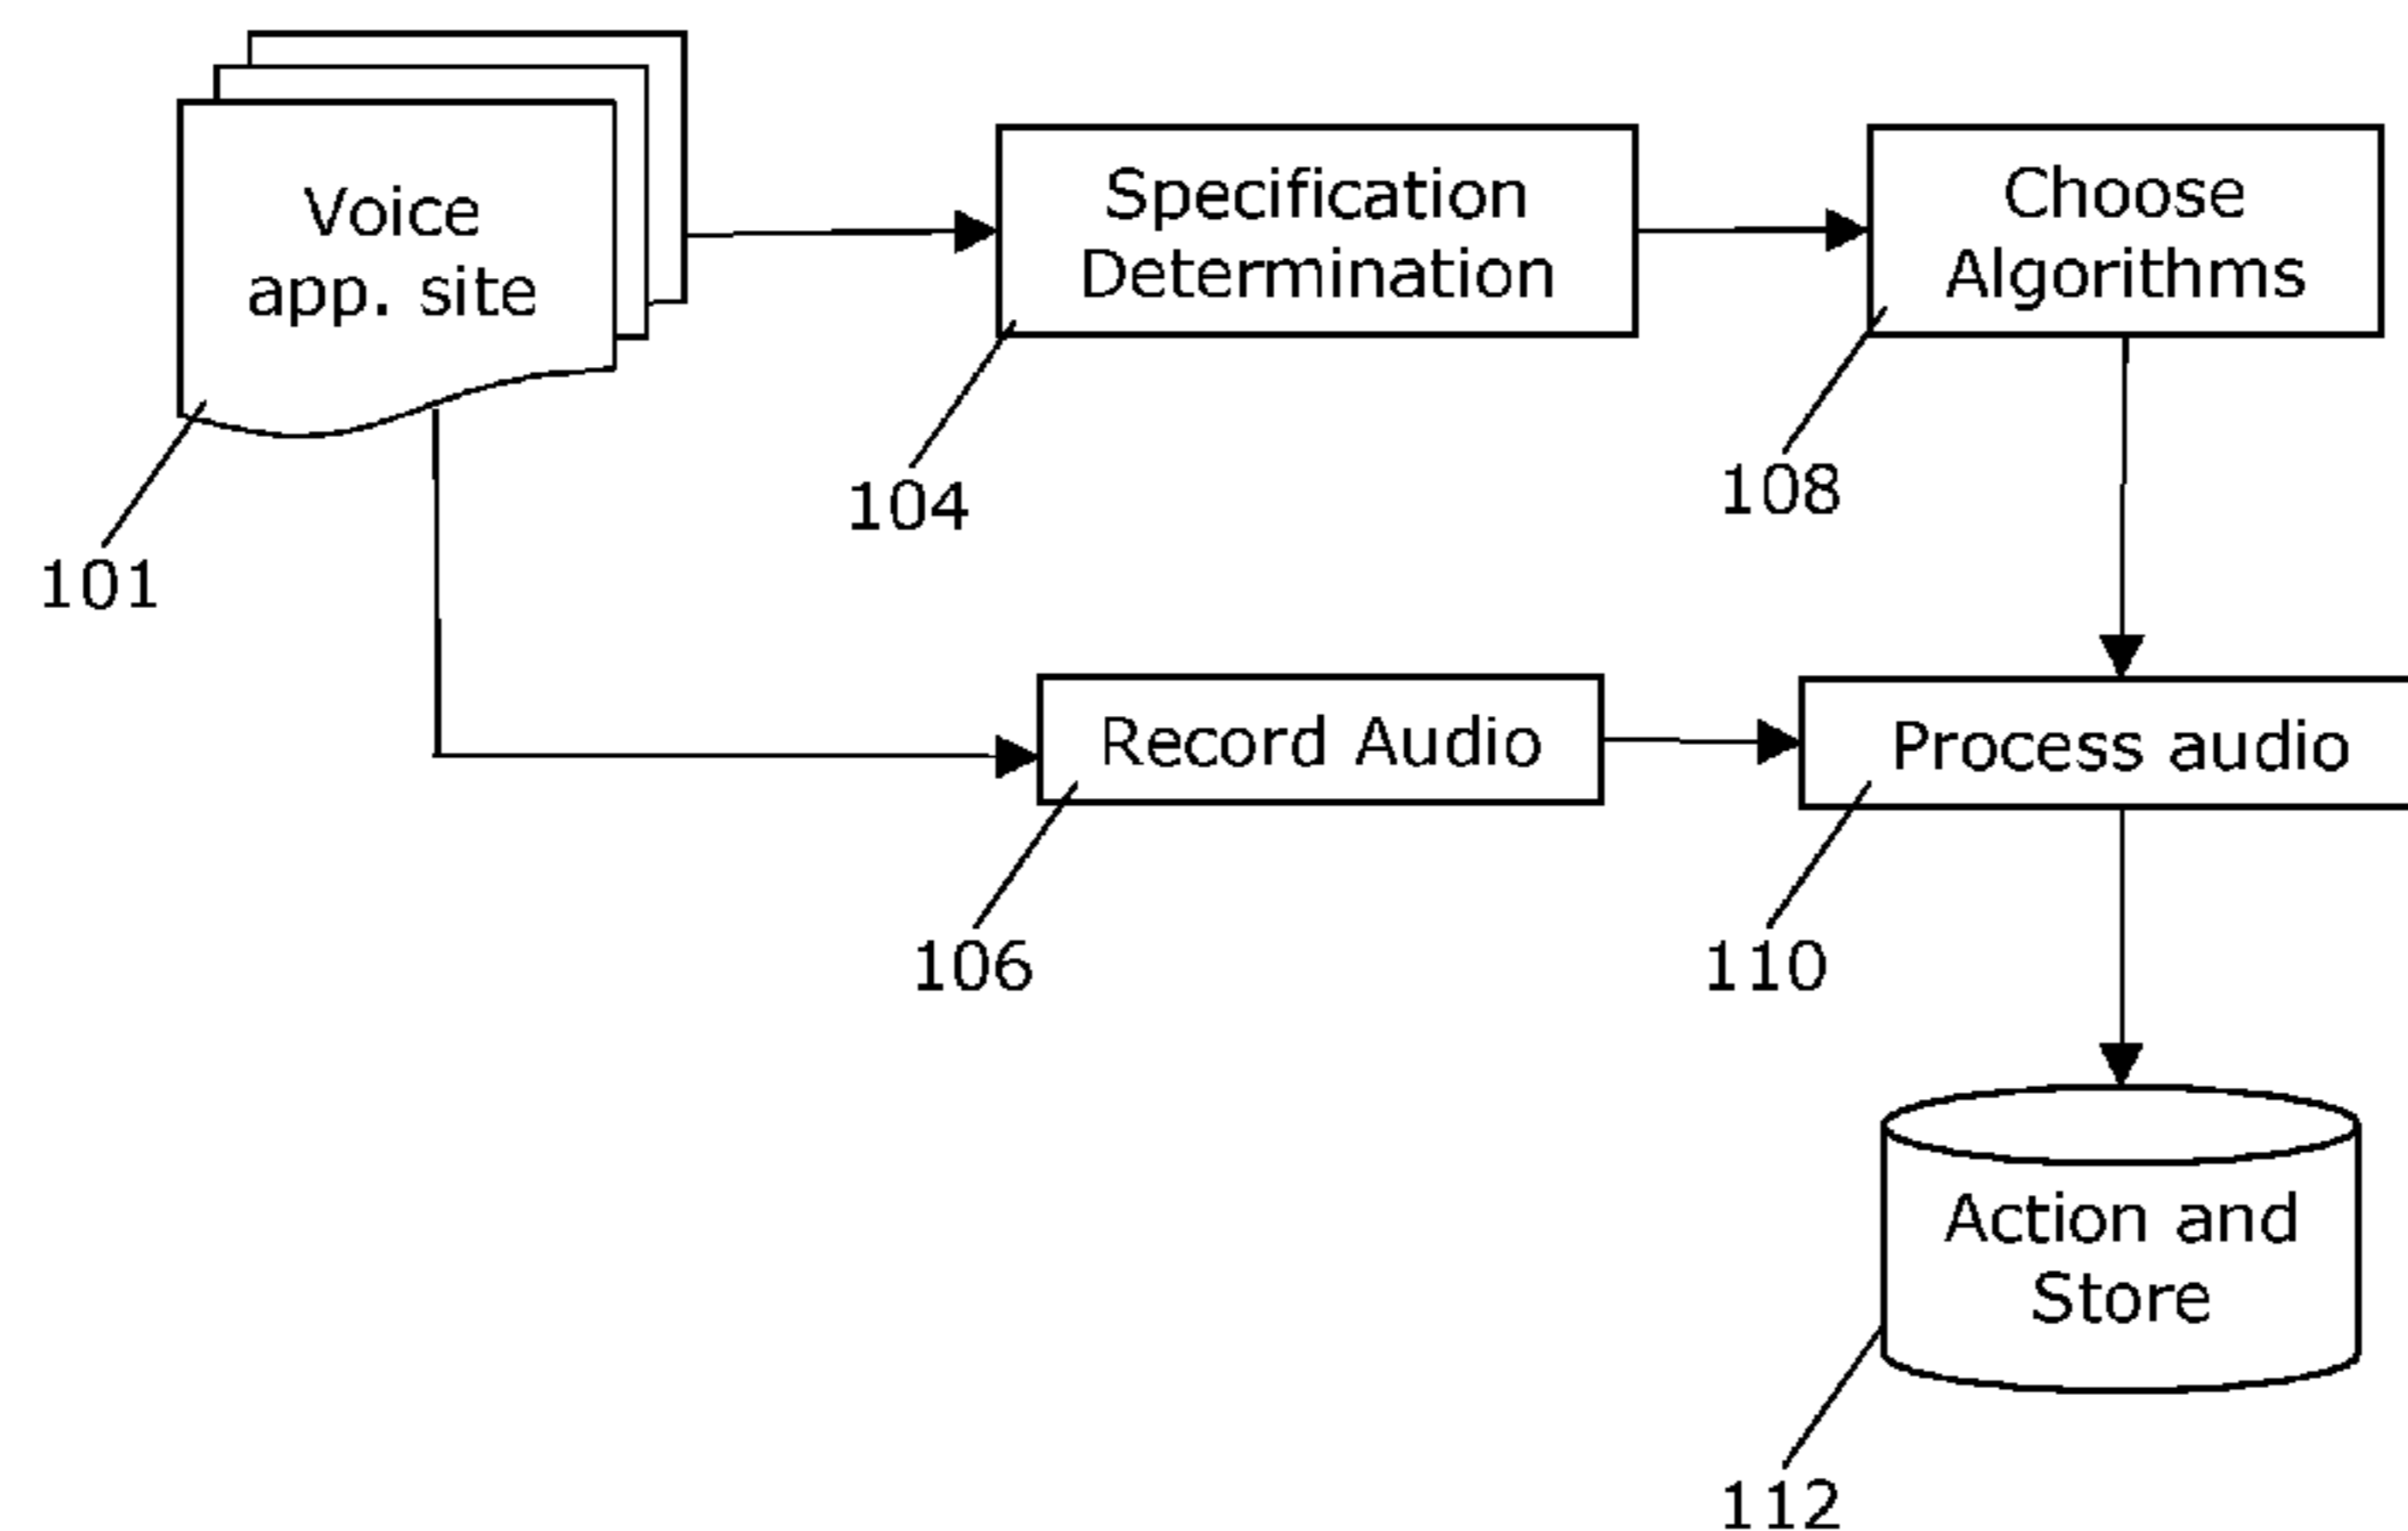 Voice
app. site
Specification
Determination
Choose
Algorithms
101
104
108
Record Audio
Process audio
106
110
Action and
Store
112